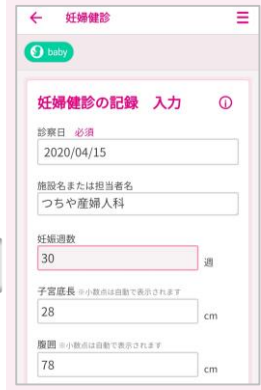 妊婦健診
baby
妊婦健診の記録 入力
診察日 必須
2020/04/15
施設名または担当者名
つちや産婦人科
妊娠週数
30 週
子宮底長 ※小数点は自動で表示されます
28 cm
腹囲 ※小数点は自動で表示されます
78 cm